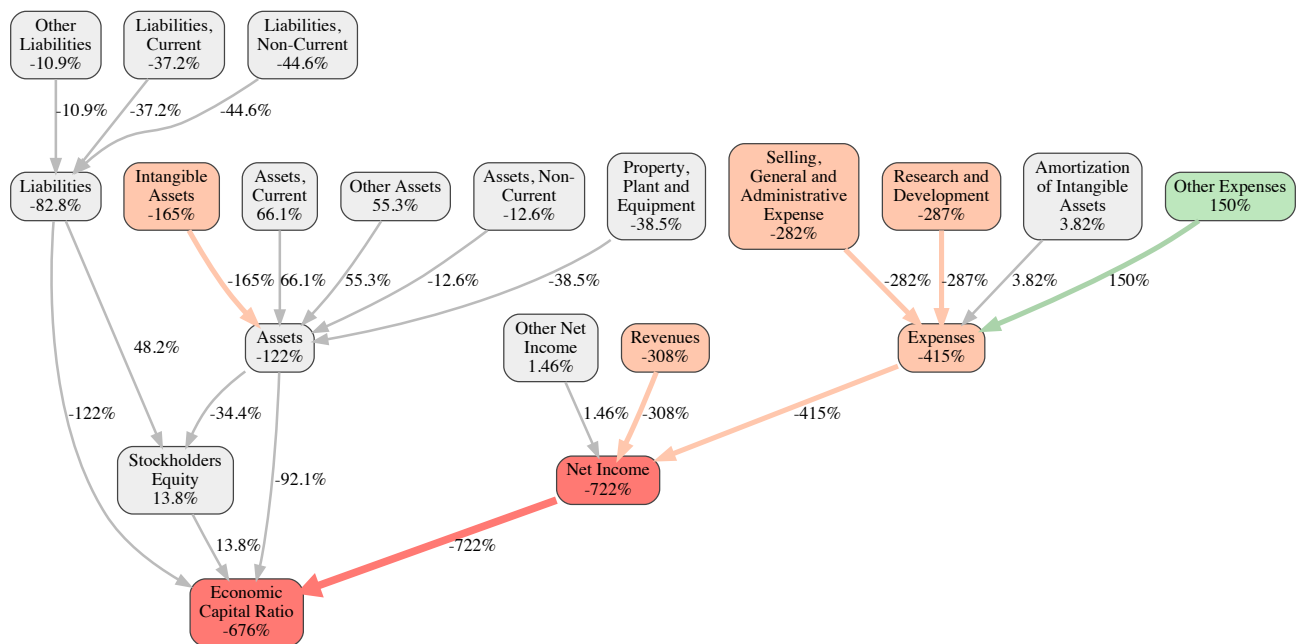 Other
Liabilities
-10.9%
Liabilities,
Current
-37.2%
Liabilities,
Non-Current
-44.6%
-10.9%
-37.2%
-44.6%
Liabilities
-82.8%
Intangible
Assets
-165%
Assets,
Current
66.1%
Other Assets
55.3%
Assets, Non-
Current
-12.6%
Property,
Plant and
Equipment
-38.5%
Selling,
General and
Administrative
Expense
-282%
Research and
Development
-287%
Amortization
of Intangible
Assets
3.82%
Other Expenses
150%
-165%
66.1%
55.3%
-12.6%
-38.5%
-282%
-287%
3.82%
150%
Assets
-122%
Other Net
Income
1.46%
Revenues
-308%
Expenses
-415%
48.2%
-122%
-34.4%
-92.1%
1.46%
-308%
-415%
Stockholders
Equity
13.8%
Net Income
-722%
13.8%
-722%
Economic
Capital Ratio
-676%